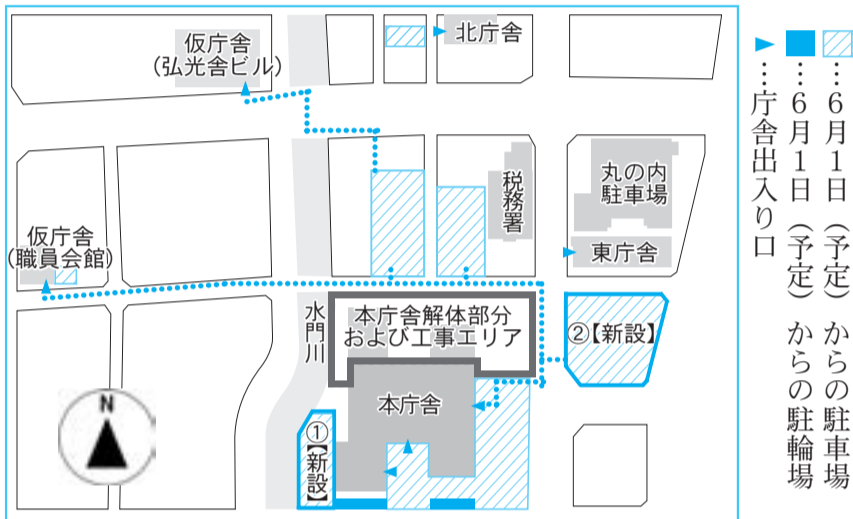 仮庁舎
(弘光舎ビル)
北庁舎
税務署
丸の内
駐車場
東庁舎
仮庁舎
(職員会館)
水門川
本庁舎解体部分
および工事エリア
②【新設】
本庁舎
①【新設】
N
…6月1日(予定)からの駐車場
…6月1日(予定)からの駐輪場
…庁舎出入り口